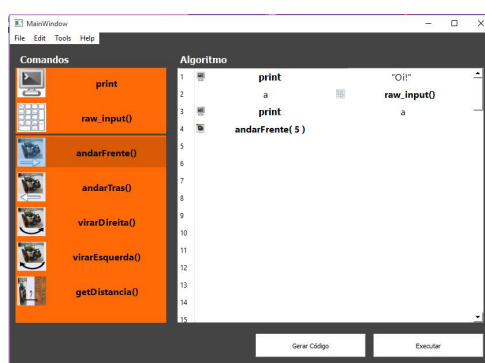 MainWindow
File Edit Tools Help
Comandos
print
raw_input()
andarFrente()
andarTras()
virarDireita()
virarEsquerda()
getDistancia()
Algoritmo
1 print "Oi!"
2 a raw_input()
3 print a
4 andarFrente( 5 )
5
6
7
8
9
10
11
12
13
14
15
Gerar Código Executar